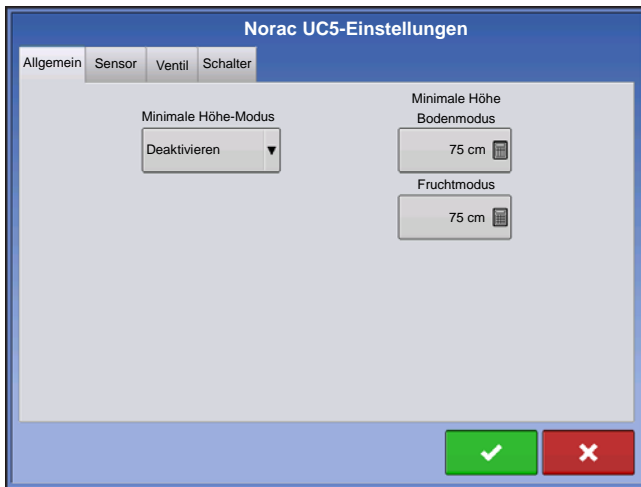 Norac UC5-Einstellungen
Allgemein
Sensor
Ventil
Schalter
Minimale Höhe-Modus
Deaktivieren
Minimale Höhe
Bodenmodus
75 cm
Fruchtmodus
75 cm